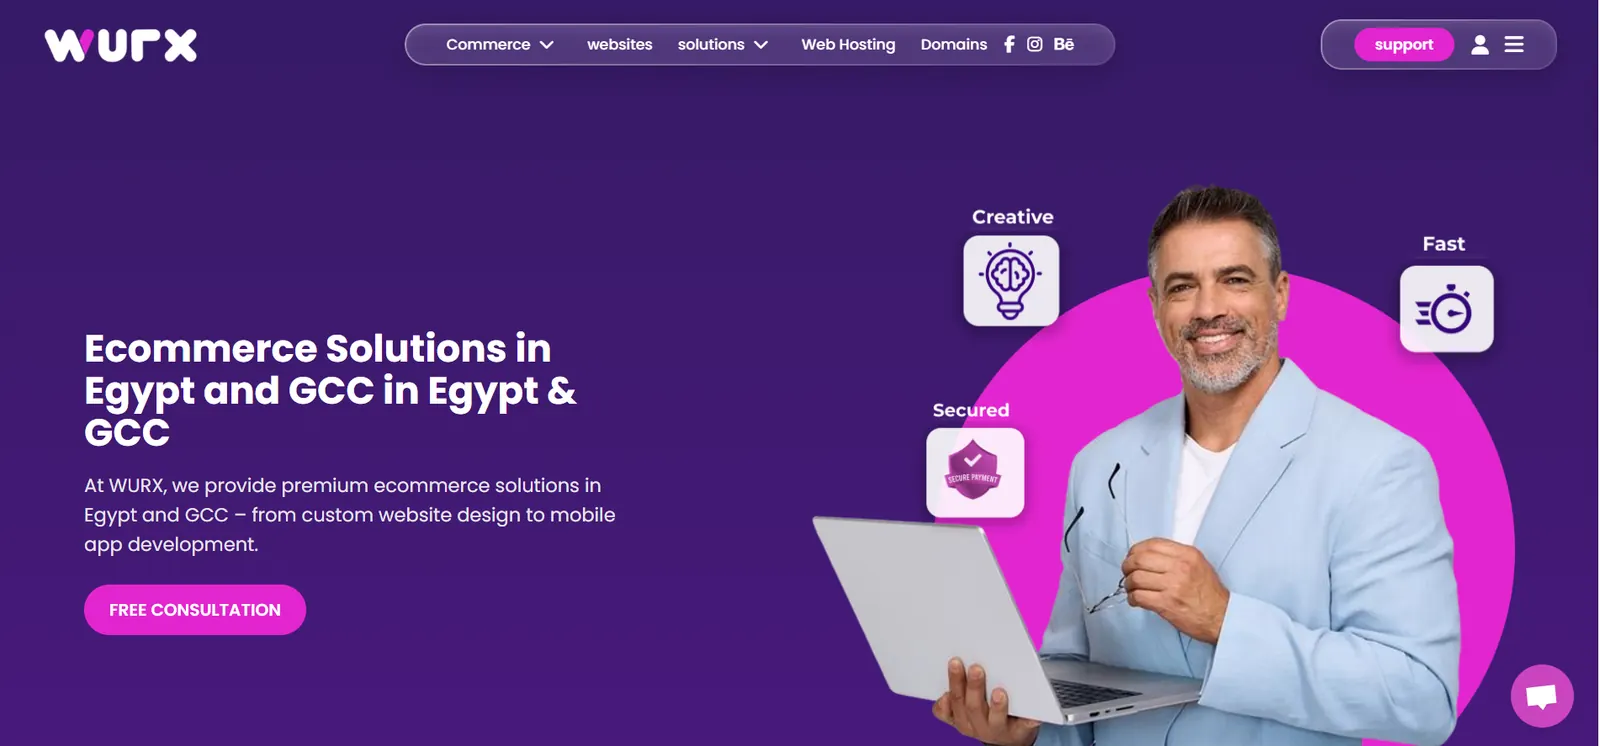 WURX
Commerce
websites
solutions
Web Hosting
Domains
Bē
support
Creative
Fast
Ecommerce Solutions in
Egypt and GCC in Egypt &
GCC
Secured
SECURE PAYMENT
At WURX, we provide premium ecommerce solutions in
Egypt and GCC – from custom website design to mobile
app development.
FREE CONSULTATION